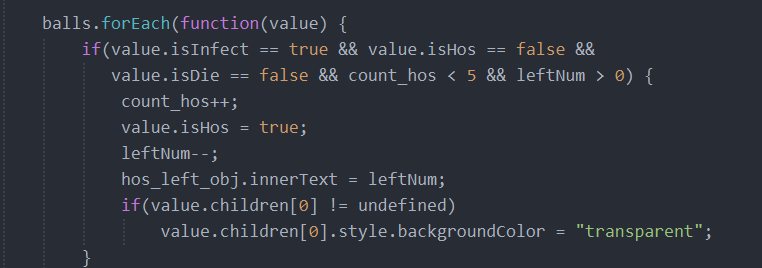 balls.forEach(function(value) {
if(value.isInfect == true && value.isHos == false &&
value.isDie == false && count_hos < 5 && leftNum > 0) {
count_hos++;
value.isHos = true;
leftNum--;
hos_left_obj.innerText = leftNum;
if(value.children[0] != undefined)
value.children[0].style.backgroundColor = "transparent";
}